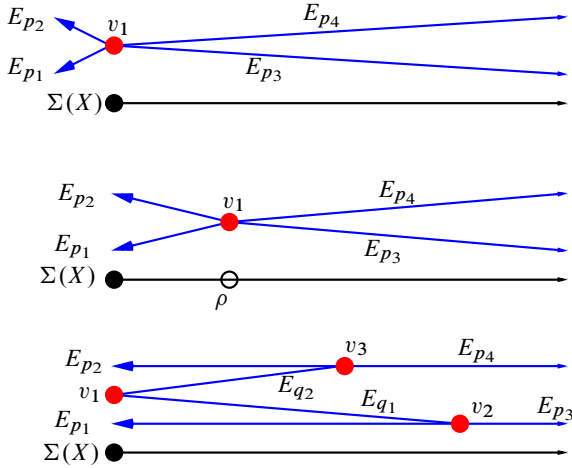 E_{p_2} v_1 E_{p_4}
E_{p_1} E_{p_3}
Σ(X)
E_{p_2} v_1 E_{p_4}
E_{p_1} E_{p_3}
Σ(X)
ρ
E_{p_2} v_3 E_{p_4}
v_1 E_{q_2} E_{q_1} v_2
E_{p_1} E_{p_3}
Σ(X)